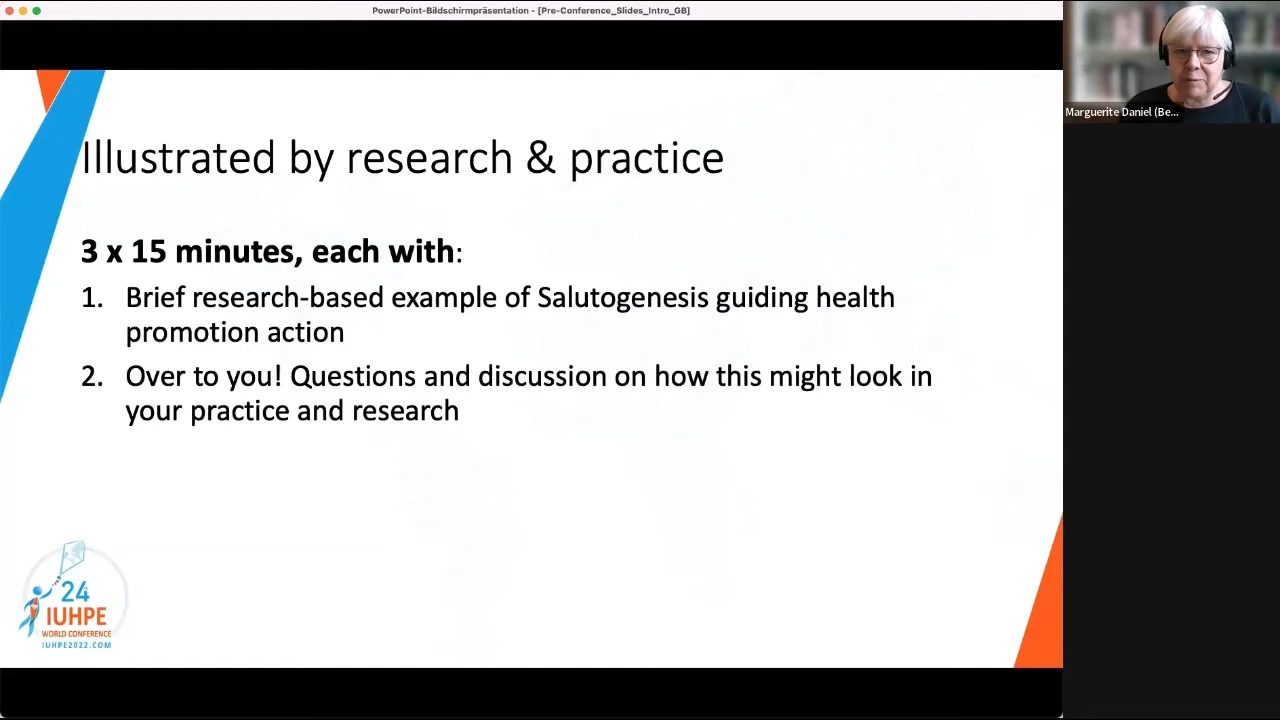 PowerPoint-Bildschirmpräsentation - [Pre-Conference_Slides_Intro_GB]
Marguerite Daniel (Be...
Illustrated by research & practice
3 x 15 minutes, each with:
1. Brief research-based example of Salutogenesis guiding health
promotion action
2. Over to you! Questions and discussion on how this might look in
your practice and research
24
IUHPE
WORLD CONFERENCE
IUHPE2022.COM